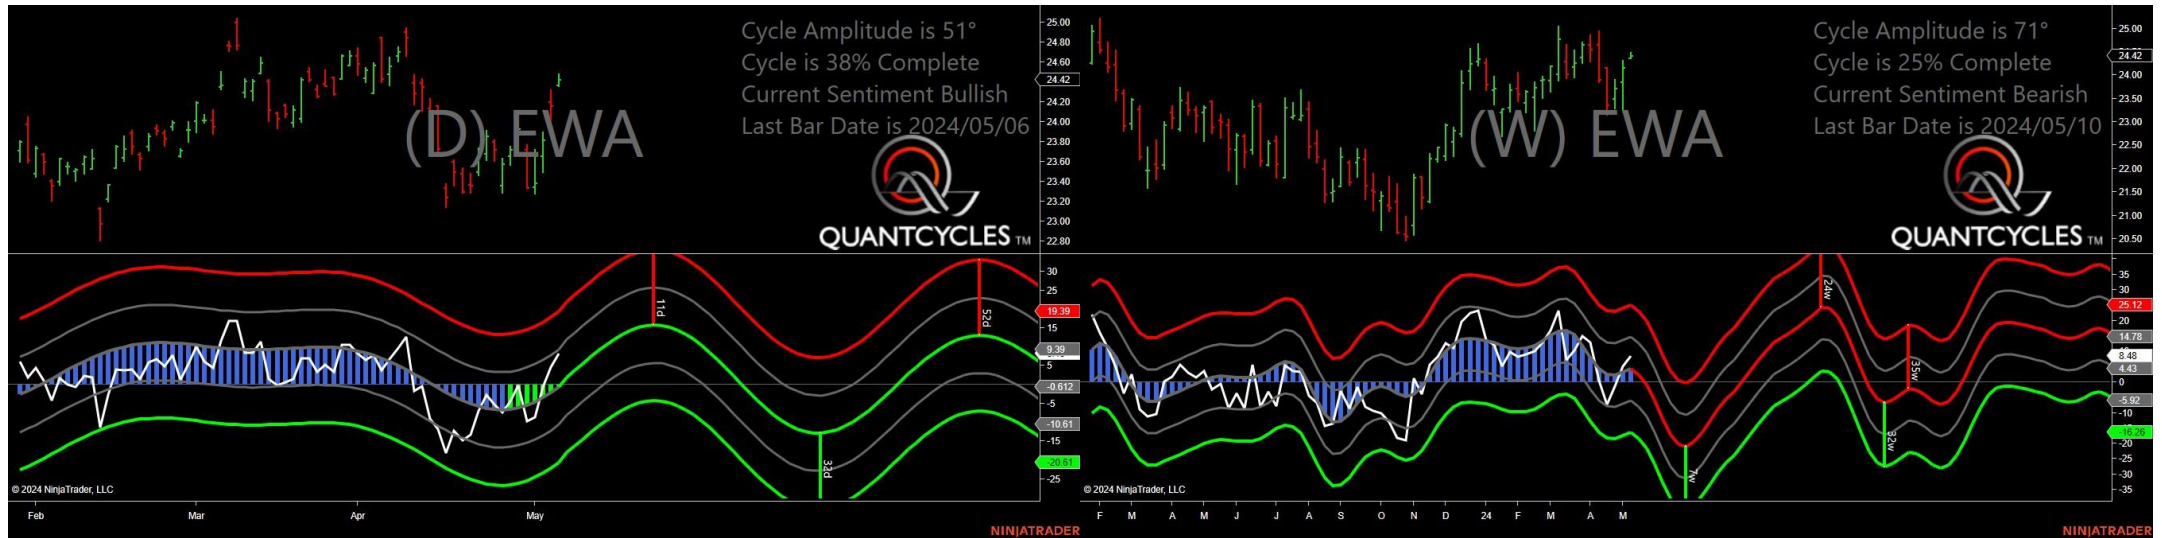 Cycle Amplitude is 51°
Cycle is 38% Complete
Current Sentiment Bullish
Last Bar Date is 2024/05/06
(D) EWA
QUANTCYCLES TM
25.00
24.80
24.60
24.42
24.20
24.00
23.80
23.60
23.40
23.20
23.00
22.80
11d
52d
32d
30
25
19.39
15
9.39
5
-0.612
-5
-10.61
-15
-20.61
-25
© 2024 NinjaTrader, LLC
Feb Mar Apr May
NINJATRADER
Cycle Amplitude is 71°
Cycle is 25% Complete
Current Sentiment Bearish
Last Bar Date is 2024/05/10
(W) EWA
QUANTCYCLES TM
25.00
24.42
24.00
23.50
23.00
22.50
22.00
21.50
21.00
20.50
24w
35w
32w
7w
35
30
25.12
20
14.78
8.48
4.43
0
-5.92
-10
-16.26
-20
-25
-30
-35
© 2024 NinjaTrader, LLC
F M A M J J A S O N D 24 F M A M
NINJATRADER